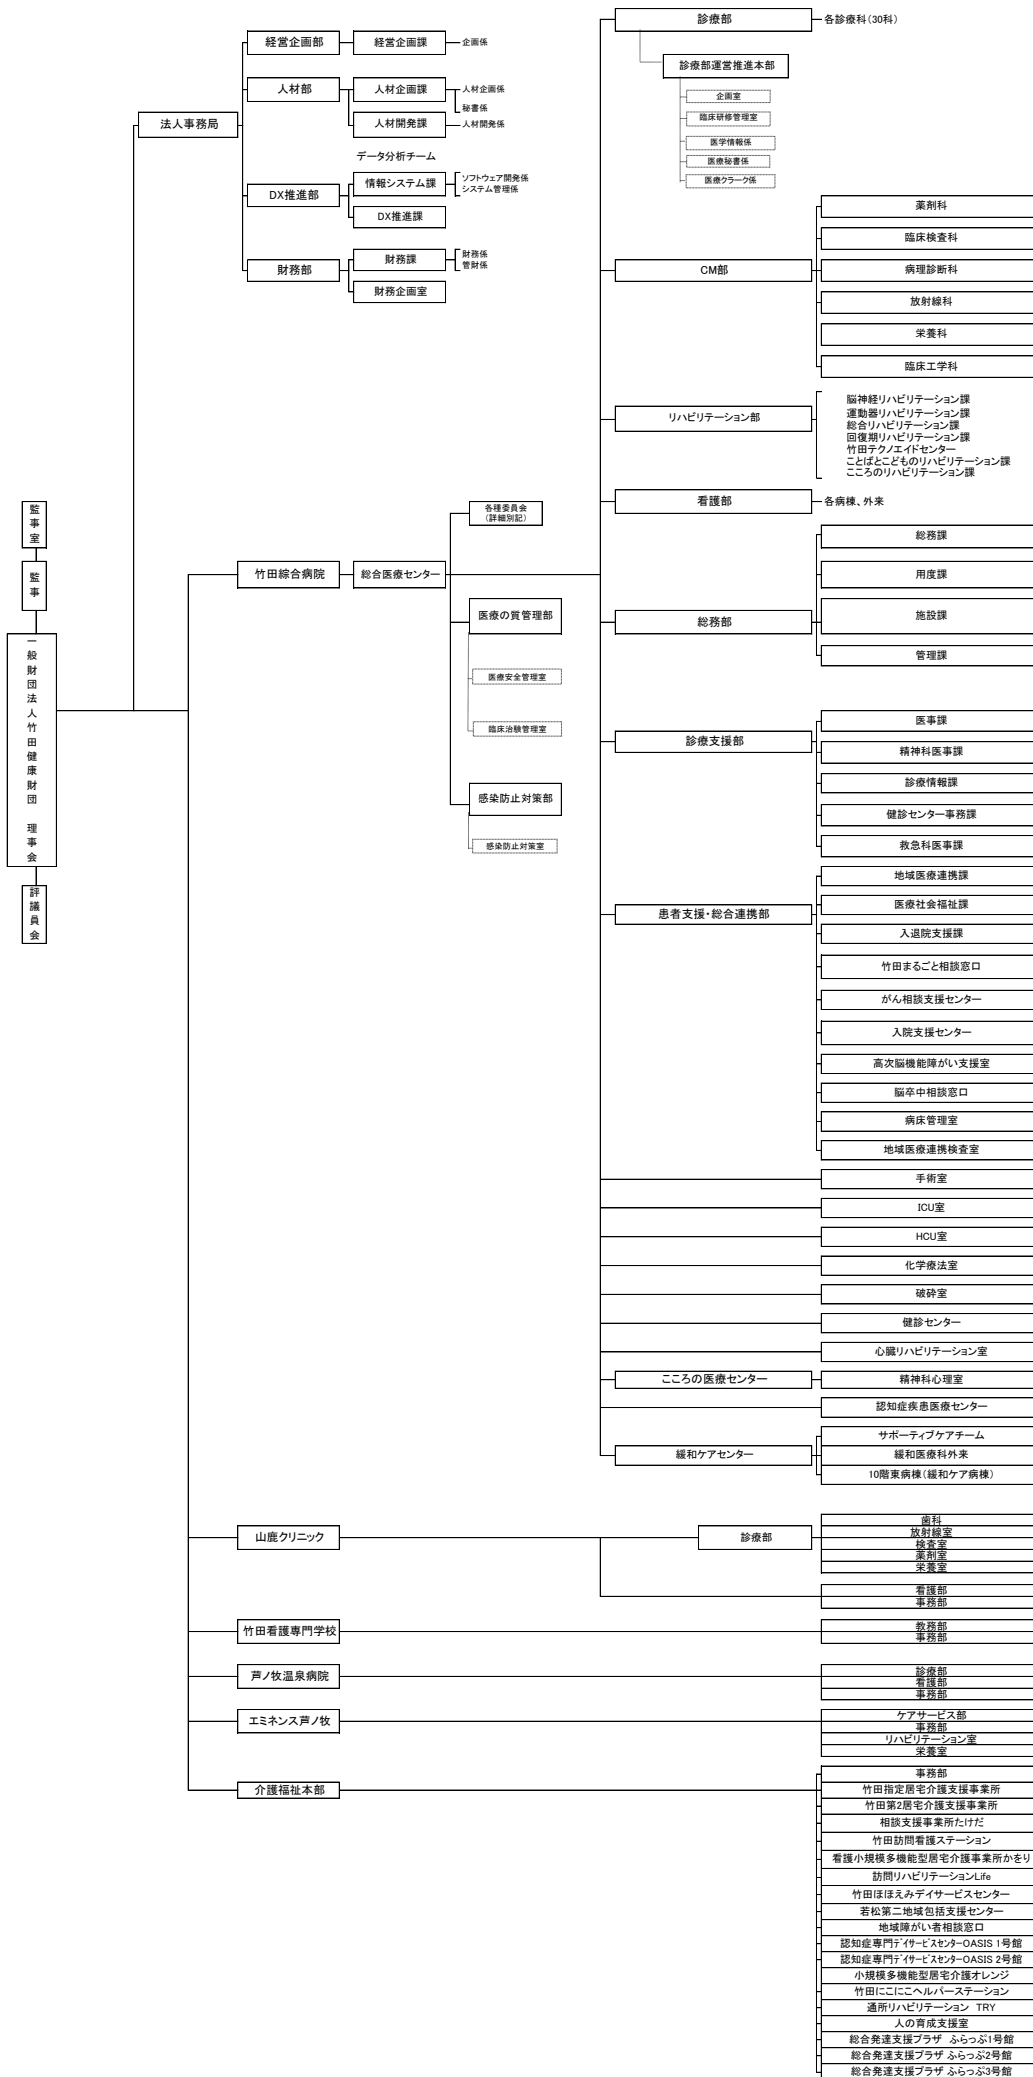 監事室
監事
一般財団法人竹田健康財団 理事会
評議員会
法人事務局
経営企画部
経営企画課
企画係
人材部
人材企画課
人材企画係
秘書係
人材開発課
人材開発係
データ分析チーム
DX推進部
情報システム課
ソフトウェア開発係
システム管理係
DX推進課
財務部
財務課
財務係
管財係
財務企画室
竹田綜合病院
総合医療センター
各種委員会
（詳細別記）
医療の質管理部
医療安全管理室
臨床治験管理室
感染防止対策部
感染防止対策室
診療部
各診療科（30科）
診療部運営推進本部
企画室
臨床研修管理室
医学情報係
医療秘書係
医療クラーク係
CM部
薬剤科
臨床検査科
病理診断科
放射線科
栄養科
臨床工学科
リハビリテーション部
脳神経リハビリテーション課
運動器リハビリテーション課
総合リハビリテーション課
回復期リハビリテーション課
竹田テクノエイドセンター
ことばとこどものリハビリテーション課
こころのリハビリテーション課
看護部
各病棟、外来
総務部
総務課
用度課
施設課
管理課
診療支援部
医事課
精神科医事課
診療情報課
健診センター事務課
救急科医事課
患者支援・総合連携部
地域医療連携課
医療社会福祉課
入退院支援課
竹田まるごと相談窓口
がん相談支援センター
入院支援センター
高次脳機能障がい支援室
脳卒中相談窓口
病床管理室
地域医療連携検査室
手術室
ICU室
HCU室
化学療法室
破砕室
健診センター
心臓リハビリテーション室
こころの医療センター
精神科心理室
認知症疾患医療センター
緩和ケアセンター
サポーティブケアチーム
緩和医療科外来
10階東病棟（緩和ケア病棟）
山鹿クリニック
診療部
歯科
放射線室
検査室
薬剤室
栄養室
看護部
事務部
竹田看護専門学校
教務部
事務部
芦ノ牧温泉病院
診療部
看護部
事務部
エミネンス芦ノ牧
ケアサービス部
事務部
リハビリテーション室
栄養室
介護福祉本部
事務部
竹田指定居宅介護支援事業所
竹田第2居宅介護支援事業所
相談支援事業所たけだ
竹田訪問看護ステーション
看護小規模多機能型居宅介護事業所かをり
訪問リハビリテーションLife
竹田ほほえみデイサービスセンター
若松第二地域包括支援センター
地域障がい者相談窓口
認知症専門デイサービスセンターOASIS 1号館
認知症専門デイサービスセンターOASIS 2号館
小規模多機能型居宅介護オレンジ
竹田にこにこヘルパーステーション
通所リハビリテーション TRY
人の育成支援室
総合発達支援プラザ ふらっぷ1号館
総合発達支援プラザ ふらっぷ2号館
総合発達支援プラザ ふらっぷ3号館